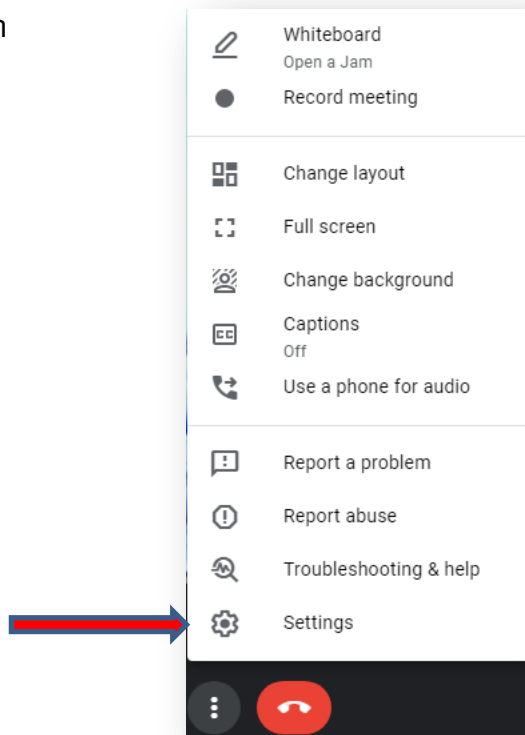 n
Whiteboard
Open a Jam
Record meeting
Change layout
Full screen
Change background
CC
Captions
Off
Use a phone for audio
Report a problem
Report abuse
Troubleshooting & help
Settings